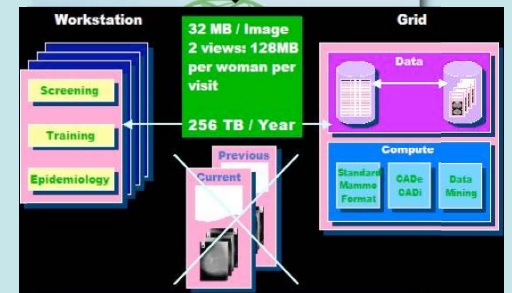 Workstation
Screening
Training
Epidemiology
32 MB / Image
2 views: 128MB
per woman per
visit
256 TB / Year
Previous
Current
Grid
Data
Compute
Standard
Mammo
Format
CADe
CADi
Data
Mining